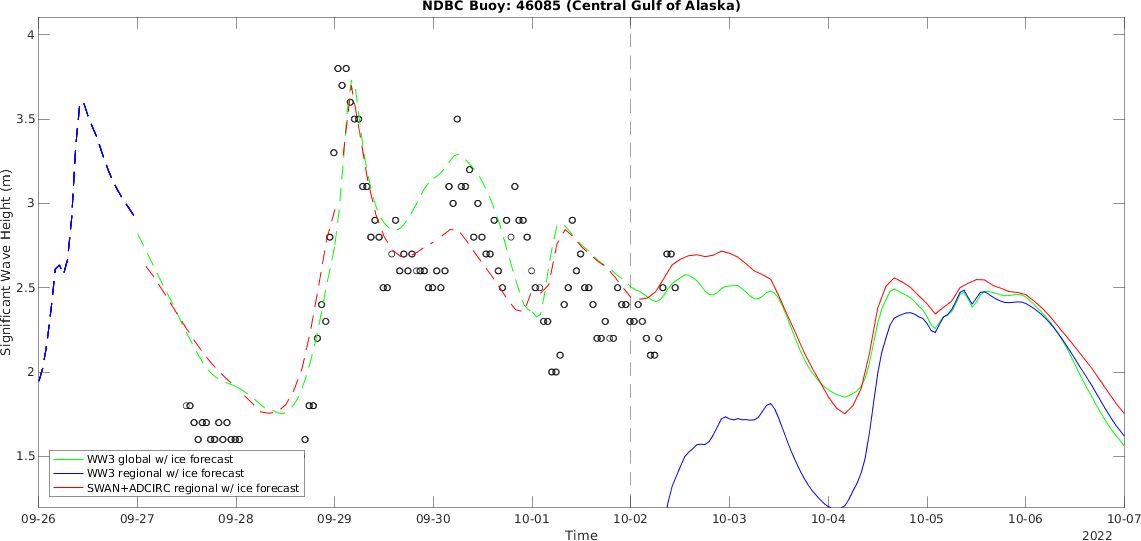 NDBC Buoy: 46085 (Central Gulf of Alaska)
4
3.5
3
2.5
2
1.5
Significant Wave Height (m)
WW3 global w/ ice forecast
WW3 regional w/ ice forecast
SWAN+ADCIRC regional w/ ice forecast
09-26 09-27 09-28 09-29 09-30 10-01 10-02 10-03 10-04 10-05 10-06 10-07
Time
2022